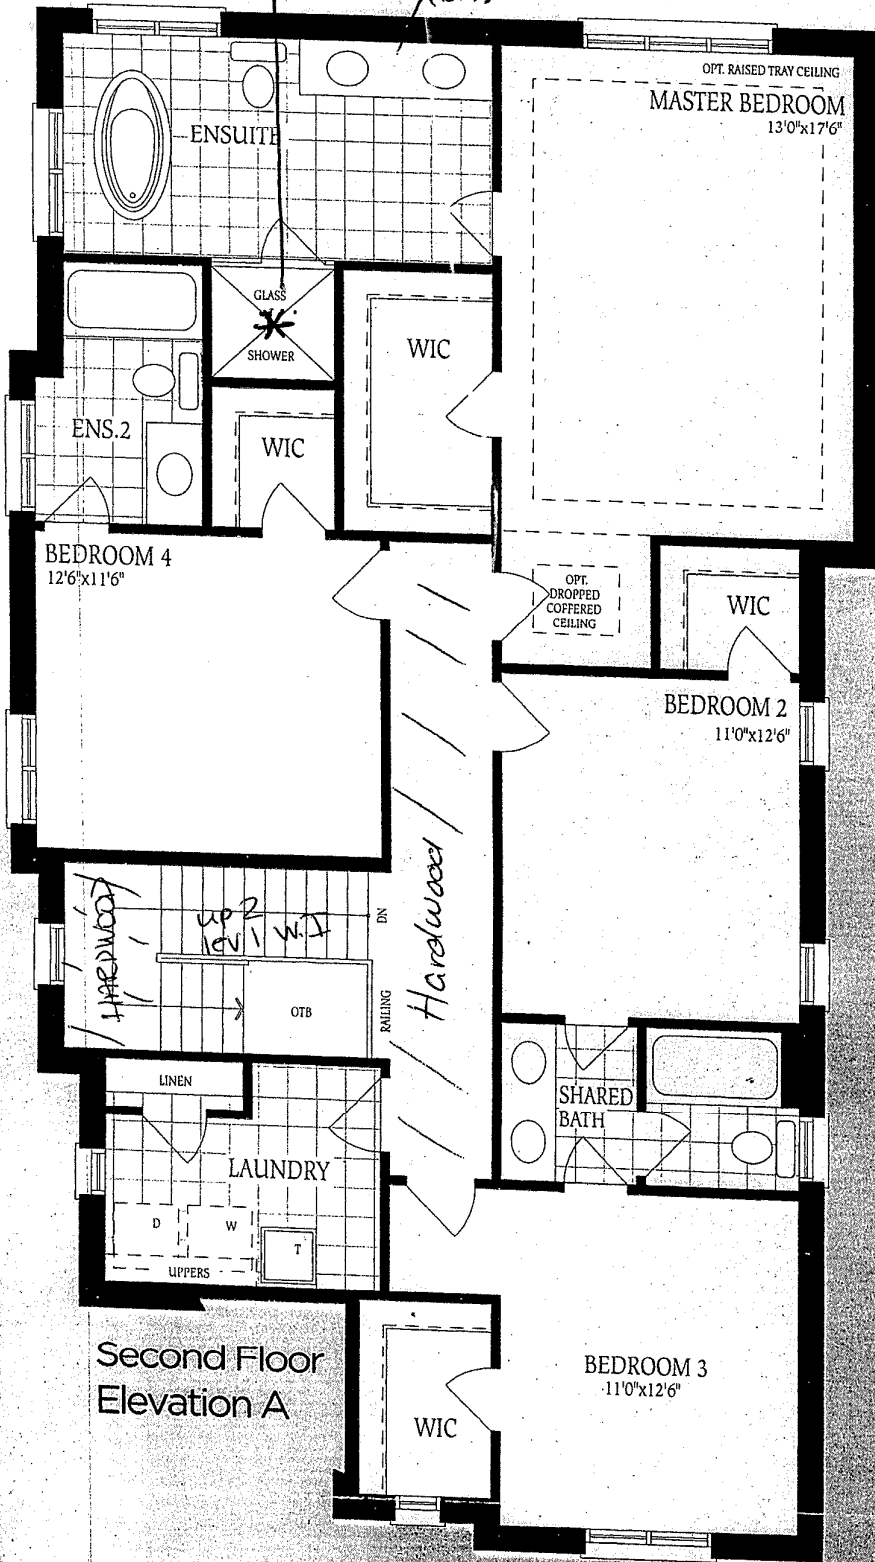 OPT. RAISED TRAY CEILING
MASTER BEDROOM
13'0"x17'6"
ENSUITE
GLASS
SHOWER
WIC
WIC
ENS.2
BEDROOM 4
12'6"x11'6"
OPT.
DROPPED
COFFERED
CEILING
WIC
BEDROOM 2
11'0"x12'6"
HARDWOOD
up 2
lev 1 W.I
DN
Hardwood
OTB
RAILING
LINEN
SHARED
BATH
LAUNDRY
D
W
T
UPPERS
Second Floor
Elevation A
BEDROOM 3
11'0"x12'6"
WIC